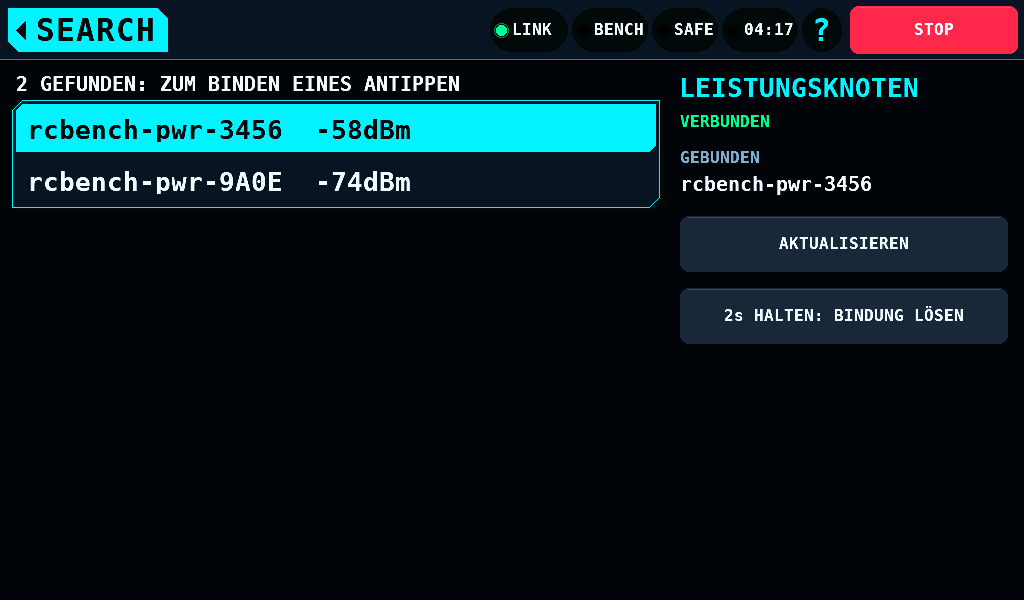 SEARCH
LINK
BENCH
SAFE
04:17
?
STOP
2 GEFUNDEN: ZUM BINDEN EINES ANTIPPEN
rcbench-pwr-3456 -58dBm
rcbench-pwr-9A0E -74dBm
LEISTUNGSKNOTEN
VERBUNDEN
GEBUNDEN
rcbench-pwr-3456
AKTUALISIEREN
2s HALTEN: BINDUNG LÖSEN